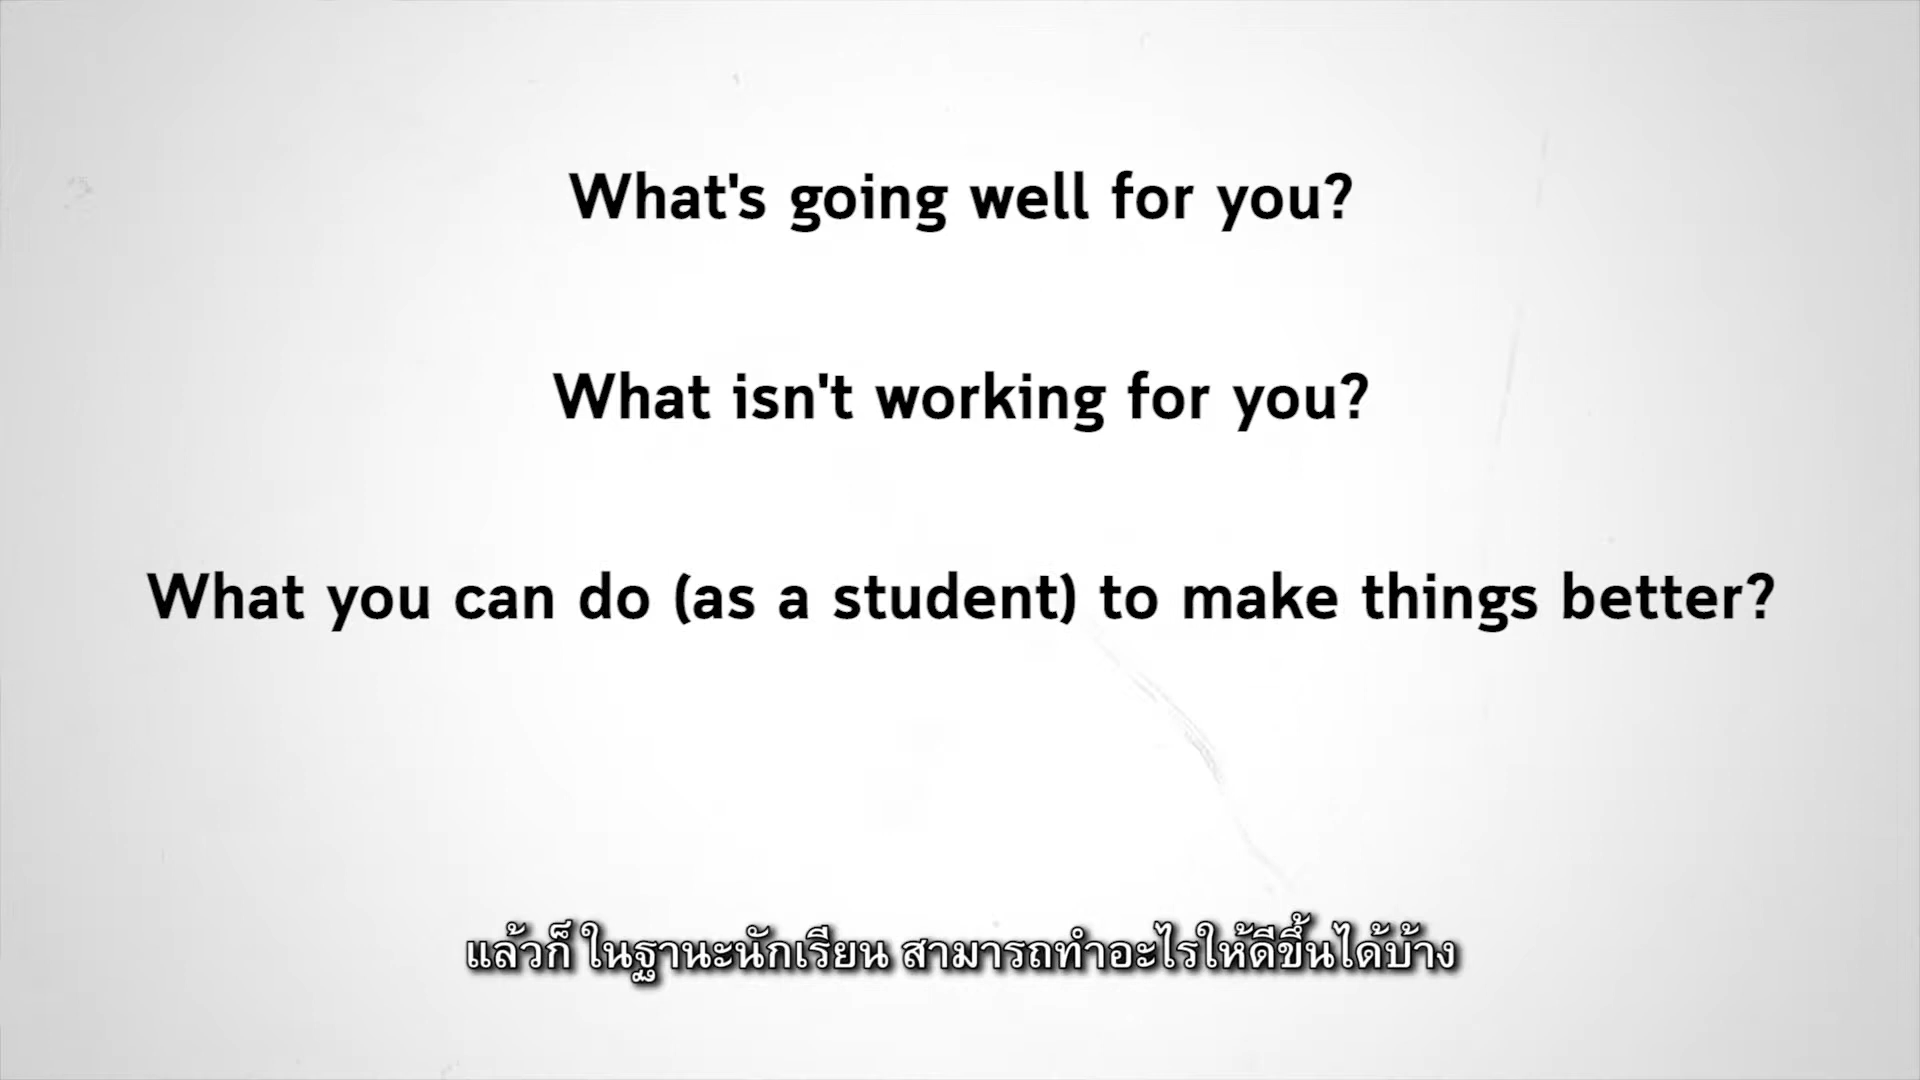 What's going well for you?
What isn't working for you?
What you can do (as a student) to make things better?
แล้วก็ ในฐานะนักเรียน สามารถทำอะไรให้ดีขึ้นได้บ้าง